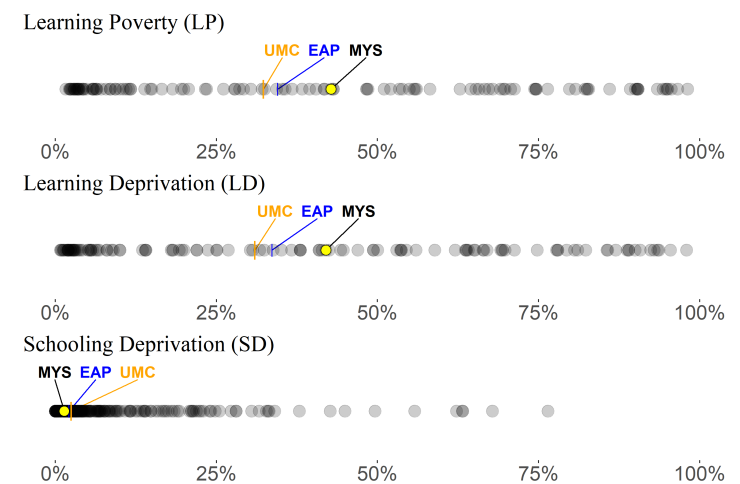 Learning Poverty (LP)
UMC EAP MYS
0% 25% 50% 75% 100%
Learning Deprivation (LD)
UMC EAP MYS
0% 25% 50% 75% 100%
Schooling Deprivation (SD)
MYS EAP UMC
0% 25% 50% 75% 100%